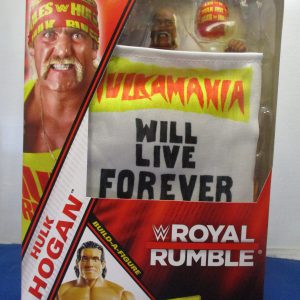 HULKAMANIA
WILL
LIVE
FOREVER
HULK
HOGAN
BUILD-A-FIGURE
W
ROYAL
RUMBLE